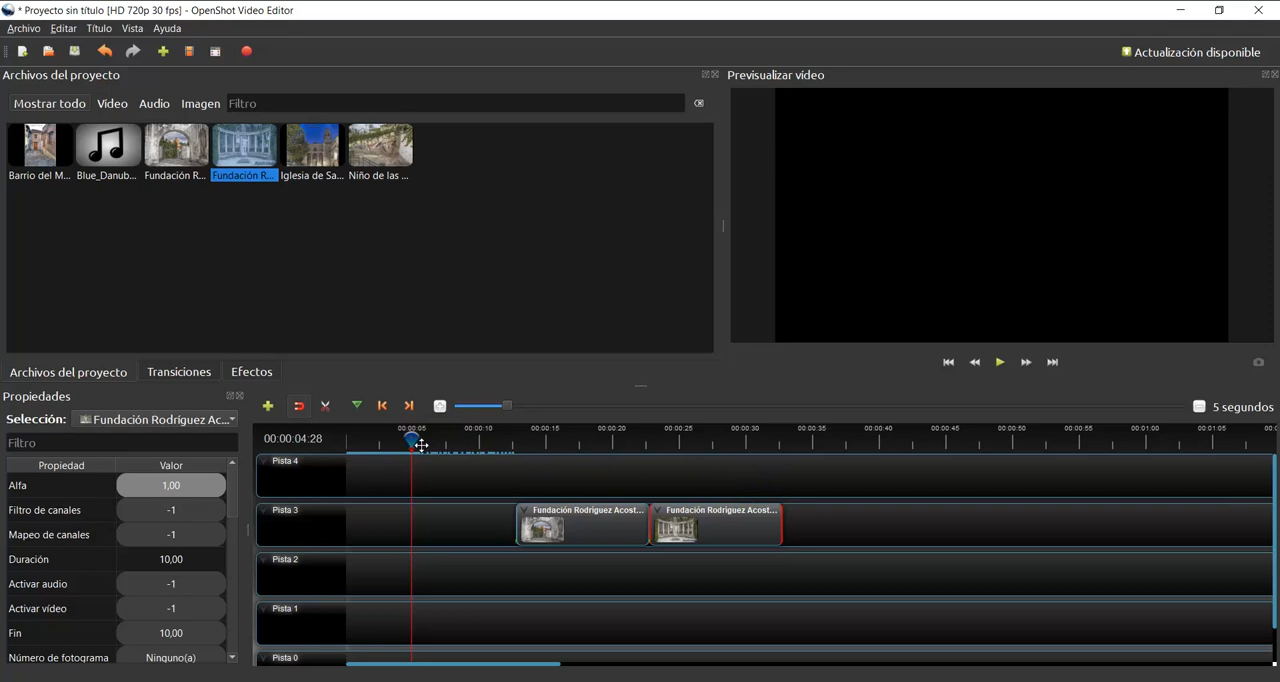 * Proyecto sin título [HD 720p 30 fps] - OpenShot Video Editor
Archivo Editar Título Vista Ayuda
Actualización disponible
Archivos del proyecto
Previsualizar vídeo
Mostrar todo Vídeo Audio Imagen Filtro
Barrio del M... Blue_Danub... Fundación R... Fundación R... Iglesia de Sa... Niño de las ...
Archivos del proyecto Transiciones Efectos
Propiedades
Selección: Fundación Rodríguez Ac...
5 segundos
Filtro
00:00:04:28
00:00:05 00:00:10 00:00:15 00:00:20 00:00:25 00:00:30 00:00:35 00:00:40 00:00:45 00:00:50 00:00:55 00:01:00 00:01:05
Propiedad Valor
Alfa 1,00
Filtro de canales -1
Mapeo de canales -1
Duración 10,00
Activar audio -1
Activar vídeo -1
Fin 10,00
Número de fotograma Ninguno(a)
Pista 4
Pista 3
Fundación Rodríguez Acost... Fundación Rodríguez Acost...
Pista 2
Pista 1
Pista 0